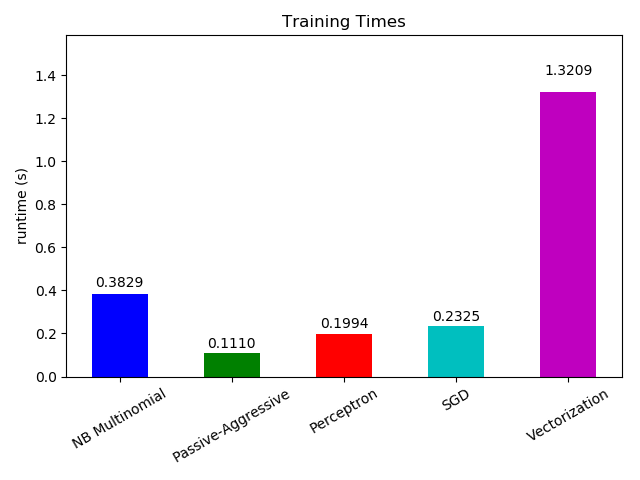 Training Times
runtime (s)
1.4
1.2
1.0
0.8
0.6
0.4
0.2
0.0
0.3829
0.1110
0.1994
0.2325
1.3209
NB Multinomial
Passive-Aggressive
Perceptron
SGD
Vectorization